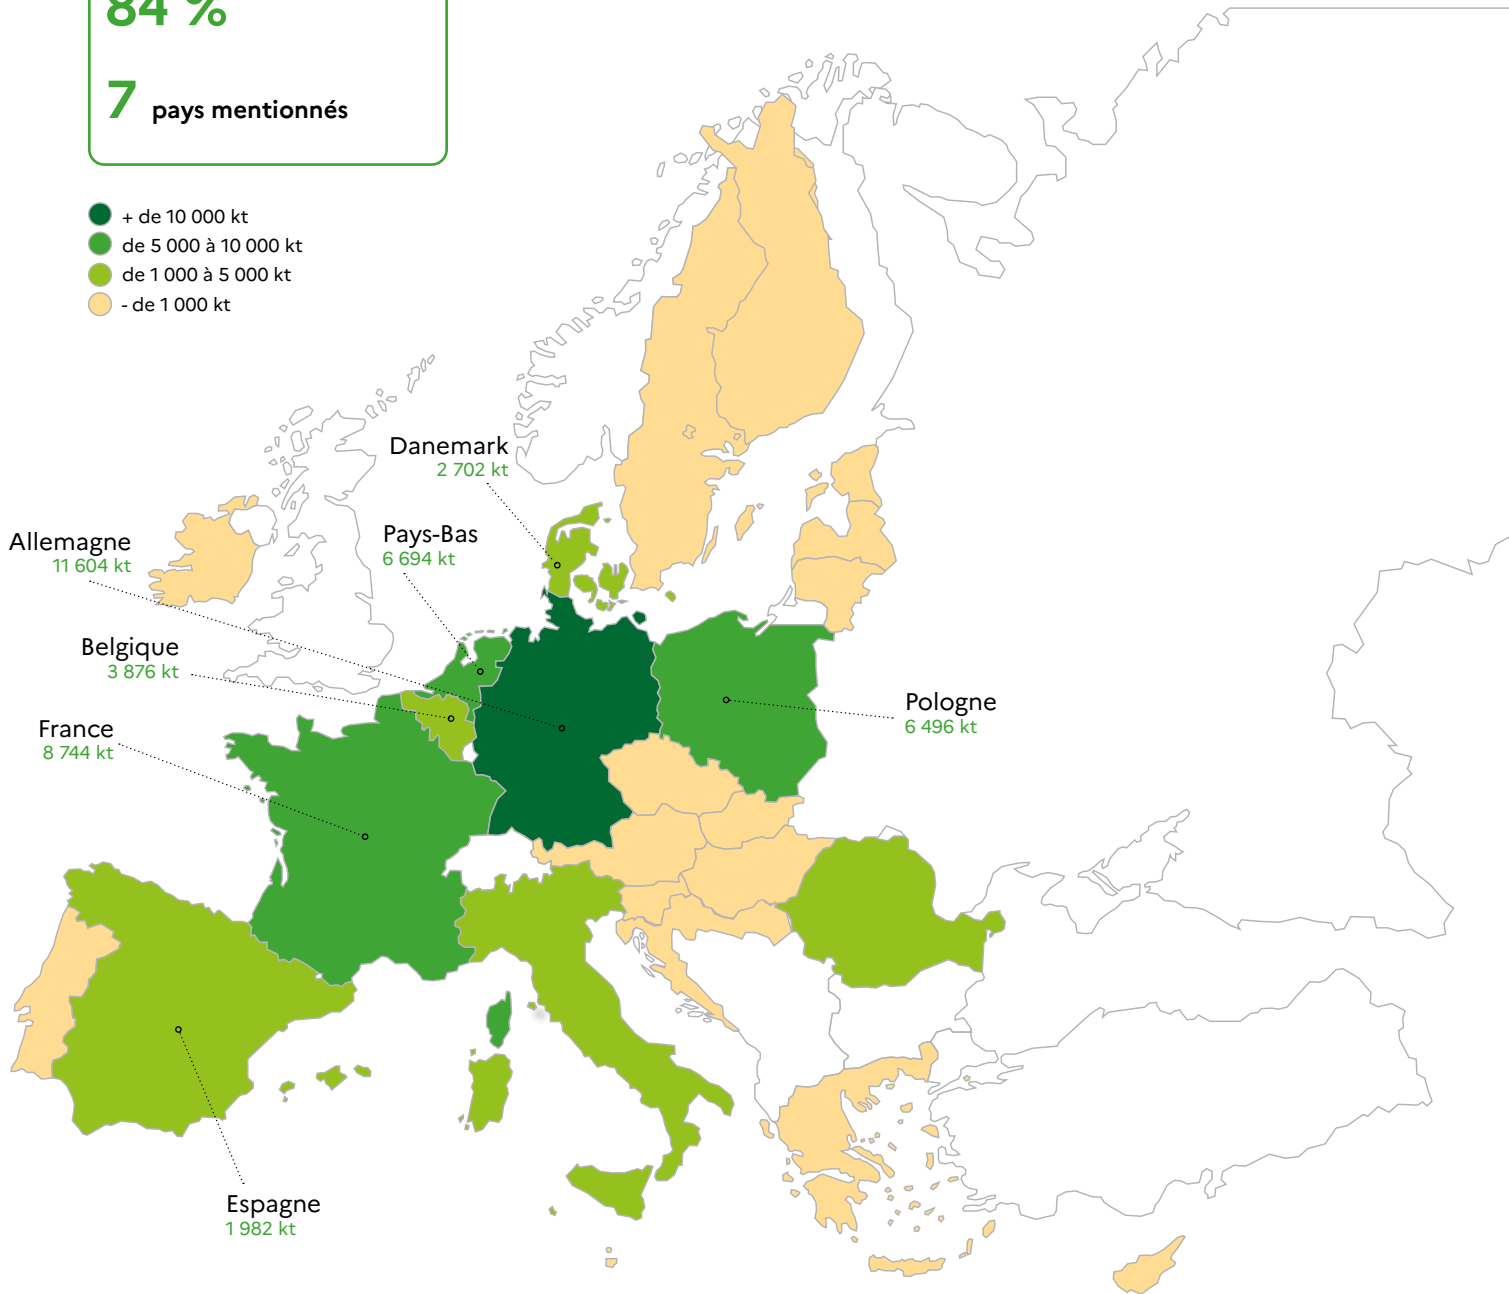 84 %
7 pays mentionnés
+ de 10 000 kt
de 5 000 à 10 000 kt
de 1 000 à 5 000 kt
- de 1 000 kt
Danemark
2 702 kt
Pays-Bas
6 694 kt
Allemagne
11 604 kt
Belgique
3 876 kt
France
8 744 kt
Pologne
6 496 kt
Espagne
1 982 kt